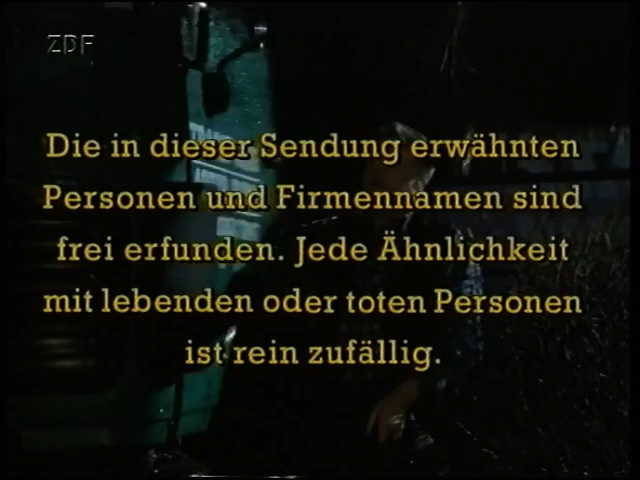 ZDF
Die in dieser Sendung erwähnten
Personen und Firmennamen sind
frei erfunden. Jede Ähnlichkeit
mit lebenden oder toten Personen
ist rein zufällig.